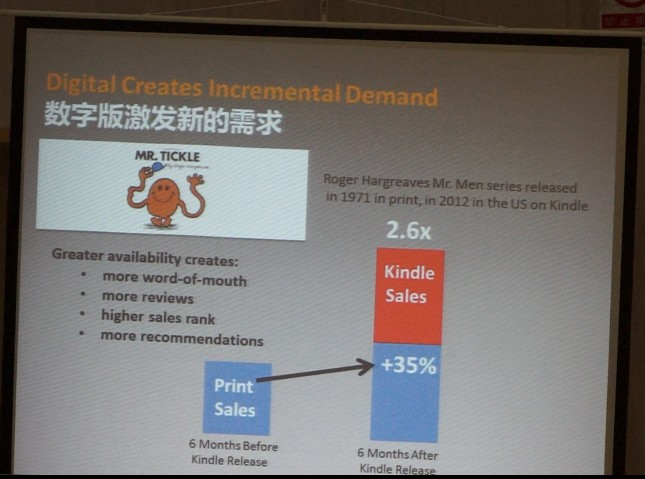 Digital Creates Incremental Demand
数字版激发新的需求
MR. TICKLE
Roger Hargreaves Mr. Men series released
in 1971 in print, in 2012 in the US on Kindle
2.6x
Greater availability creates:
• more word-of-mouth
• more reviews
• higher sales rank
• more recommendations
Kindle
Sales
+35%
Print
Sales
6 Months Before
Kindle Release
6 Months After
Kindle Release